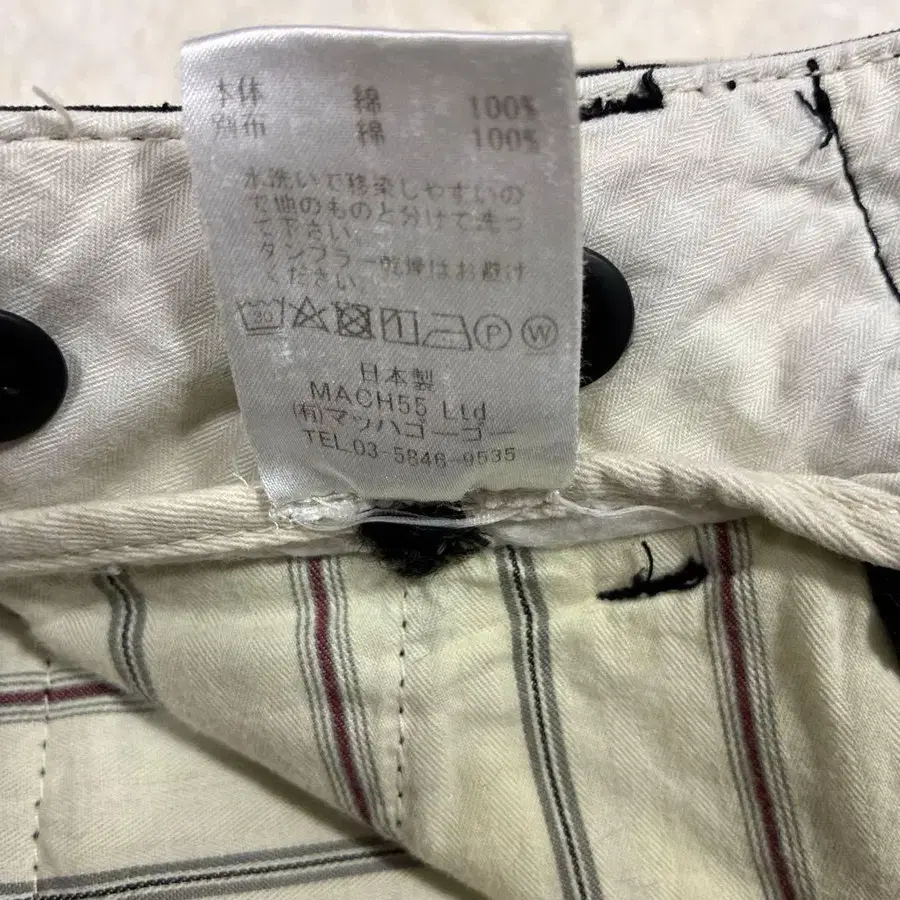 本体 綿 100%
別布 綿 100%
水洗いで移染しやすいの
で他のものと分けて洗っ
て下さい。
タンブラー乾燥はお避け
ください。
30 P W
日本製
MACH55 Ltd
(有)マッハゴーゴー
TEL.03-5846-9535